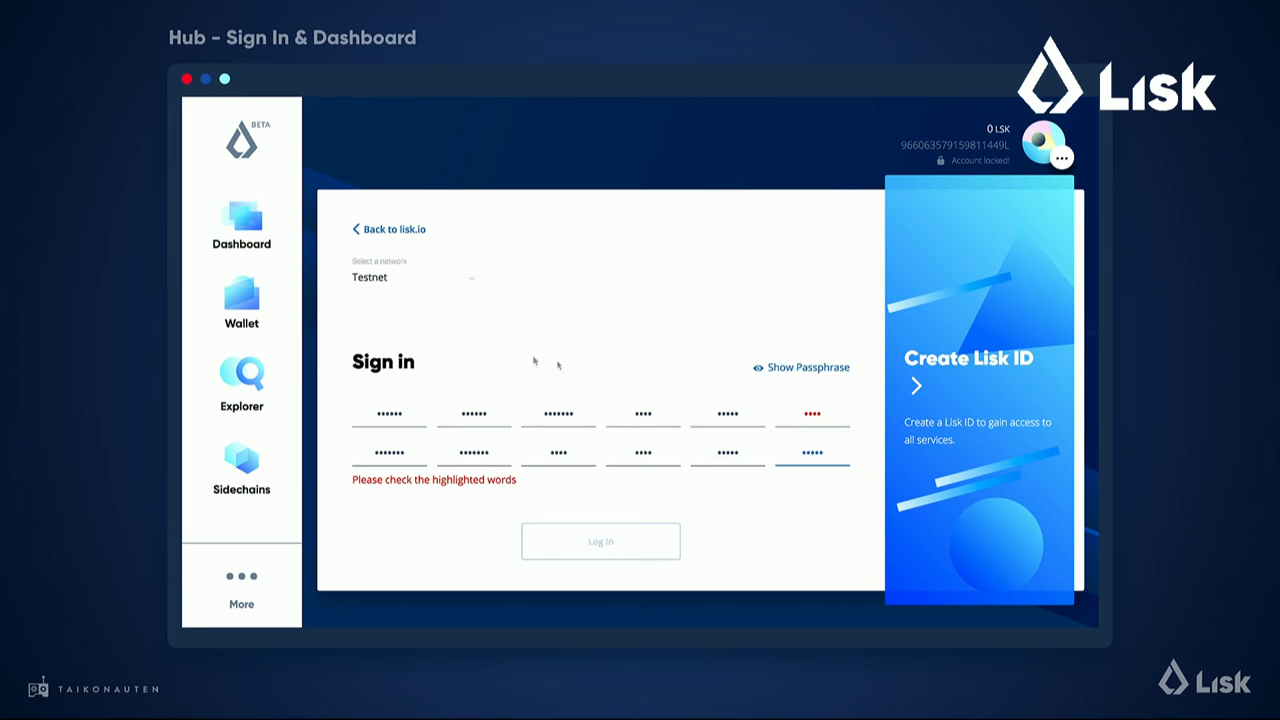 Hub - Sign In & Dashboard
Lisk
BETA
0 LSK
966063579159811449L
Account locked!
Dashboard
Wallet
Explorer
Sidechains
More
Back to lisk.io
Select a network
Testnet
Sign in
Show Passphrase
•••••• •••••• ••••••• •••• ••••• ••••
••••••• ••••••• •••• •••• ••••• •••••
Please check the highlighted words
Log In
Create Lisk ID
Create a Lisk ID to gain access to
all services.
TAIKONAUTEN
Lisk